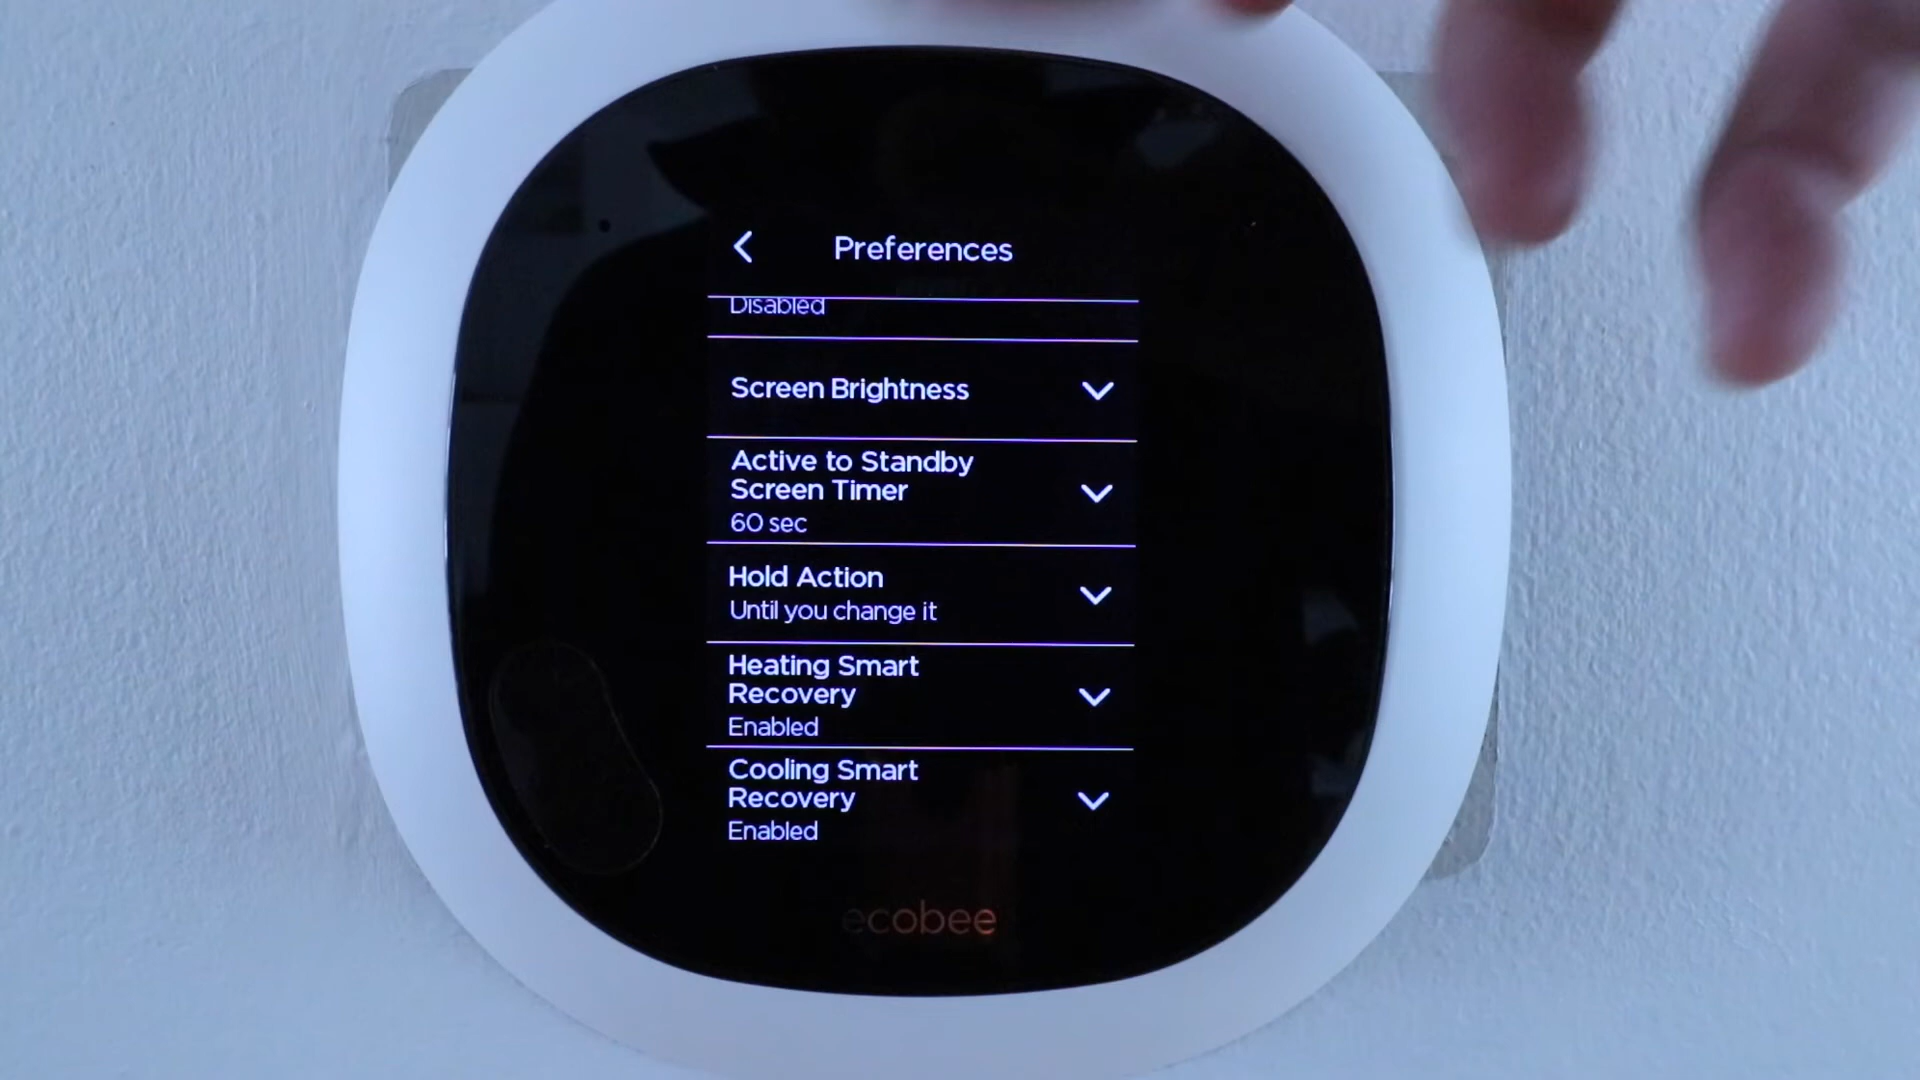 Preferences
Disabled
Screen Brightness
Active to Standby
Screen Timer
60 sec
Hold Action
Until you change it
Heating Smart
Recovery
Enabled
Cooling Smart
Recovery
Enabled
ecobee